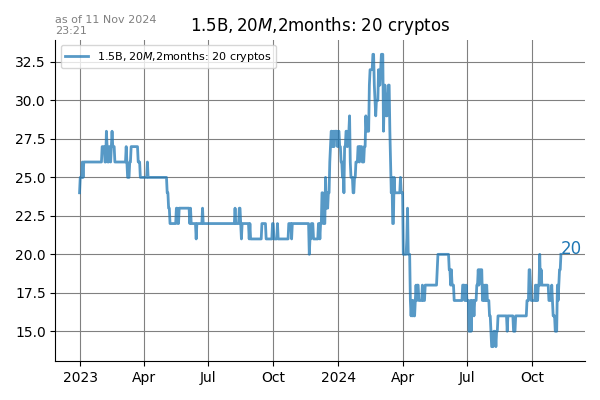 as of 11 Nov 2024
23:21
1.5B, 20M,2months: 20 cryptos
1.5B, 20M,2months: 20 cryptos
32.5
30.0
27.5
25.0
22.5
20.0
17.5
15.0
20
2023
Apr
Jul
Oct
2024
Apr
Jul
Oct